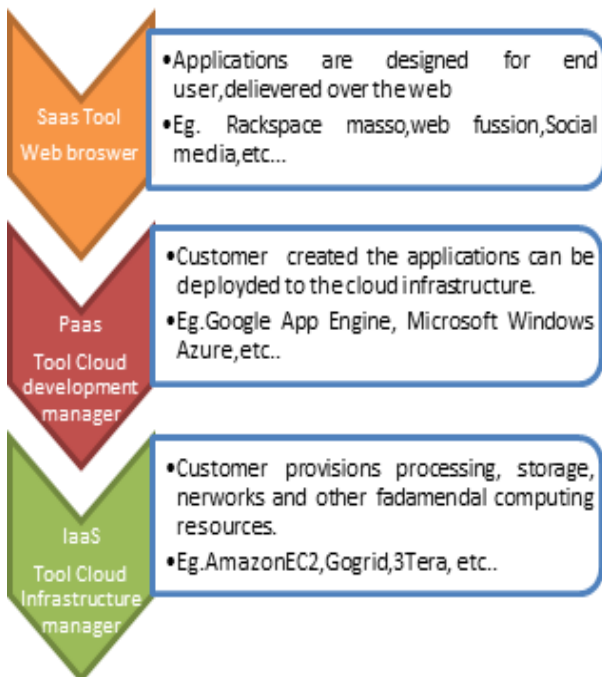 Saas Tool
Web broswer
•Applications are designed for end
user,delievered over the web
•Eg. Rackspace masso,web fussion,Social
media,etc...
Paas
Tool Cloud
development
manager
•Customer created the applications can be
deployded to the cloud infrastructure.
•Eg.Google App Engine, Microsoft Windows
Azure,etc..
IaaS
Tool Cloud
Infrastructure
manager
•Customer provisions processing, storage,
nerworks and other fadamendal computing
resources.
•Eg.AmazonEC2,Gogrid,3Tera, etc..